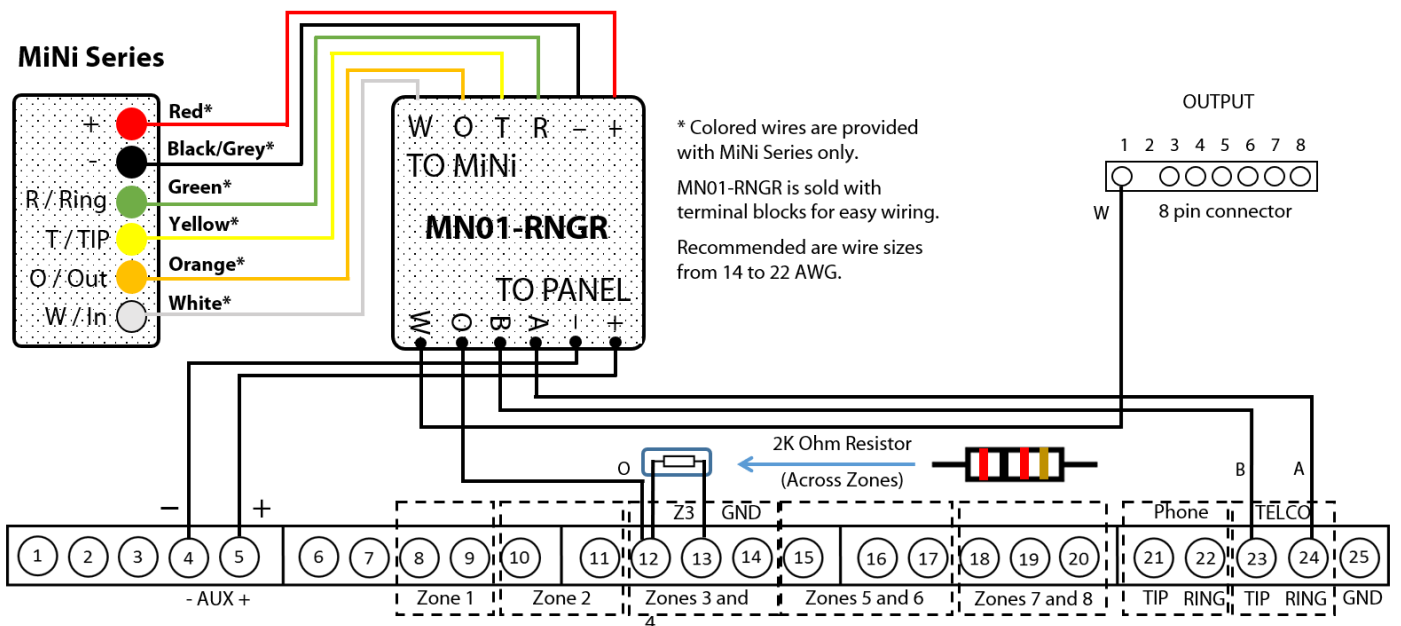 MiNi Series
+
-
R / Ring
T / TIP
O / Out
W / In
Red*
Black/Grey*
Green*
Yellow*
Orange*
White*
W O T R – +
TO MiNi
MN01-RNGR
TO PANEL
W O B A – +
* Colored wires are provided
with MiNi Series only.
MN01-RNGR is sold with
terminal blocks for easy wiring.
Recommended are wire sizes
from 14 to 22 AWG.
OUTPUT
1 2 3 4 5 6 7 8
W
8 pin connector
2K Ohm Resistor
(Across Zones)
O
B A
– +
Z3 GND
Phone TELCO
1 2 3 4 5 6 7 8 9 10 11 12 13 14 15 16 17 18 19 20 21 22 23 24 25
- AUX +
Zone 1
Zone 2
Zones 3 and
4
Zones 5 and 6
Zones 7 and 8
TIP RING TIP RING GND